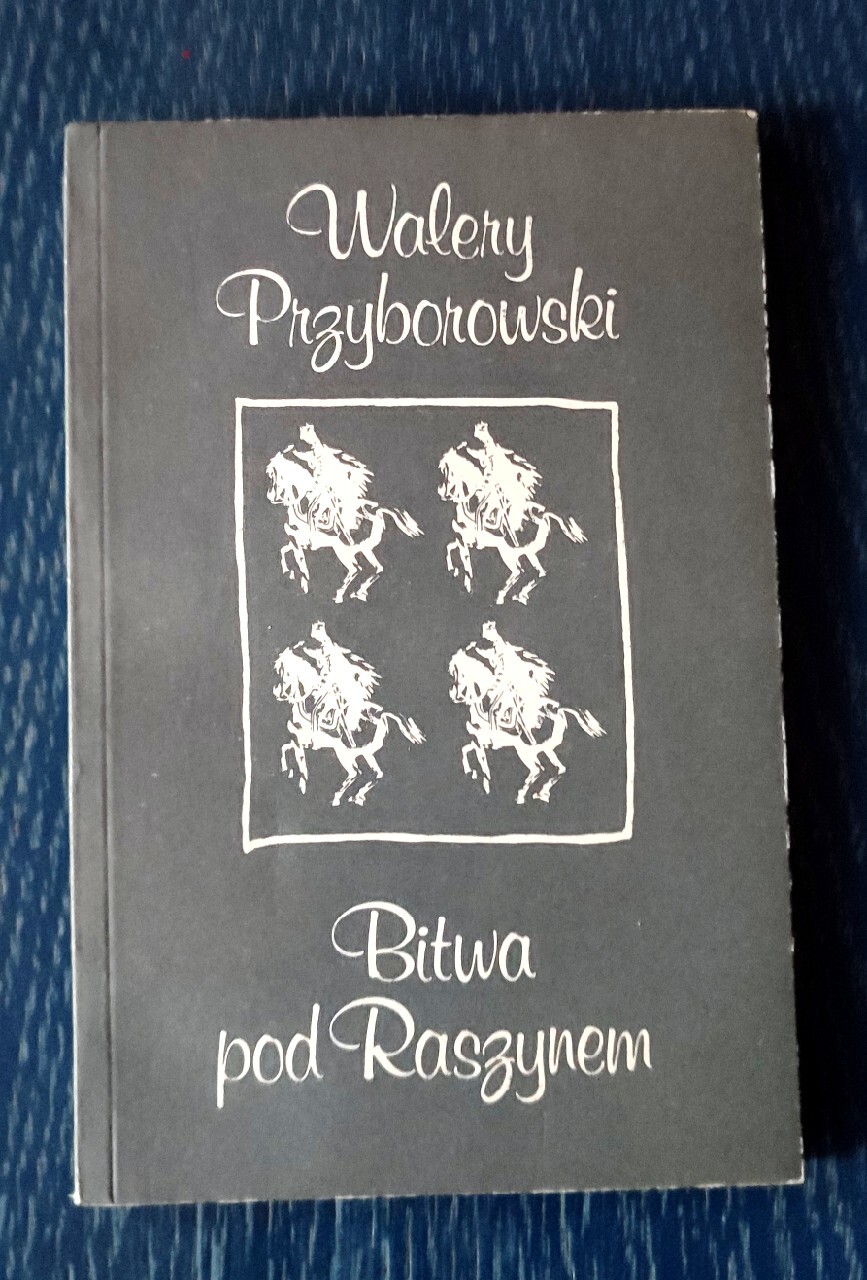 Walery
Przyborowski
Bitwa
pod Raszynem